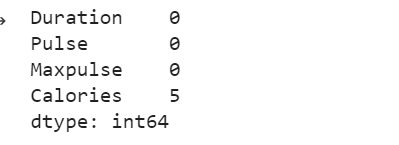 Duration    0
Pulse       0
Maxpulse    0
Calories    5
dtype: int64